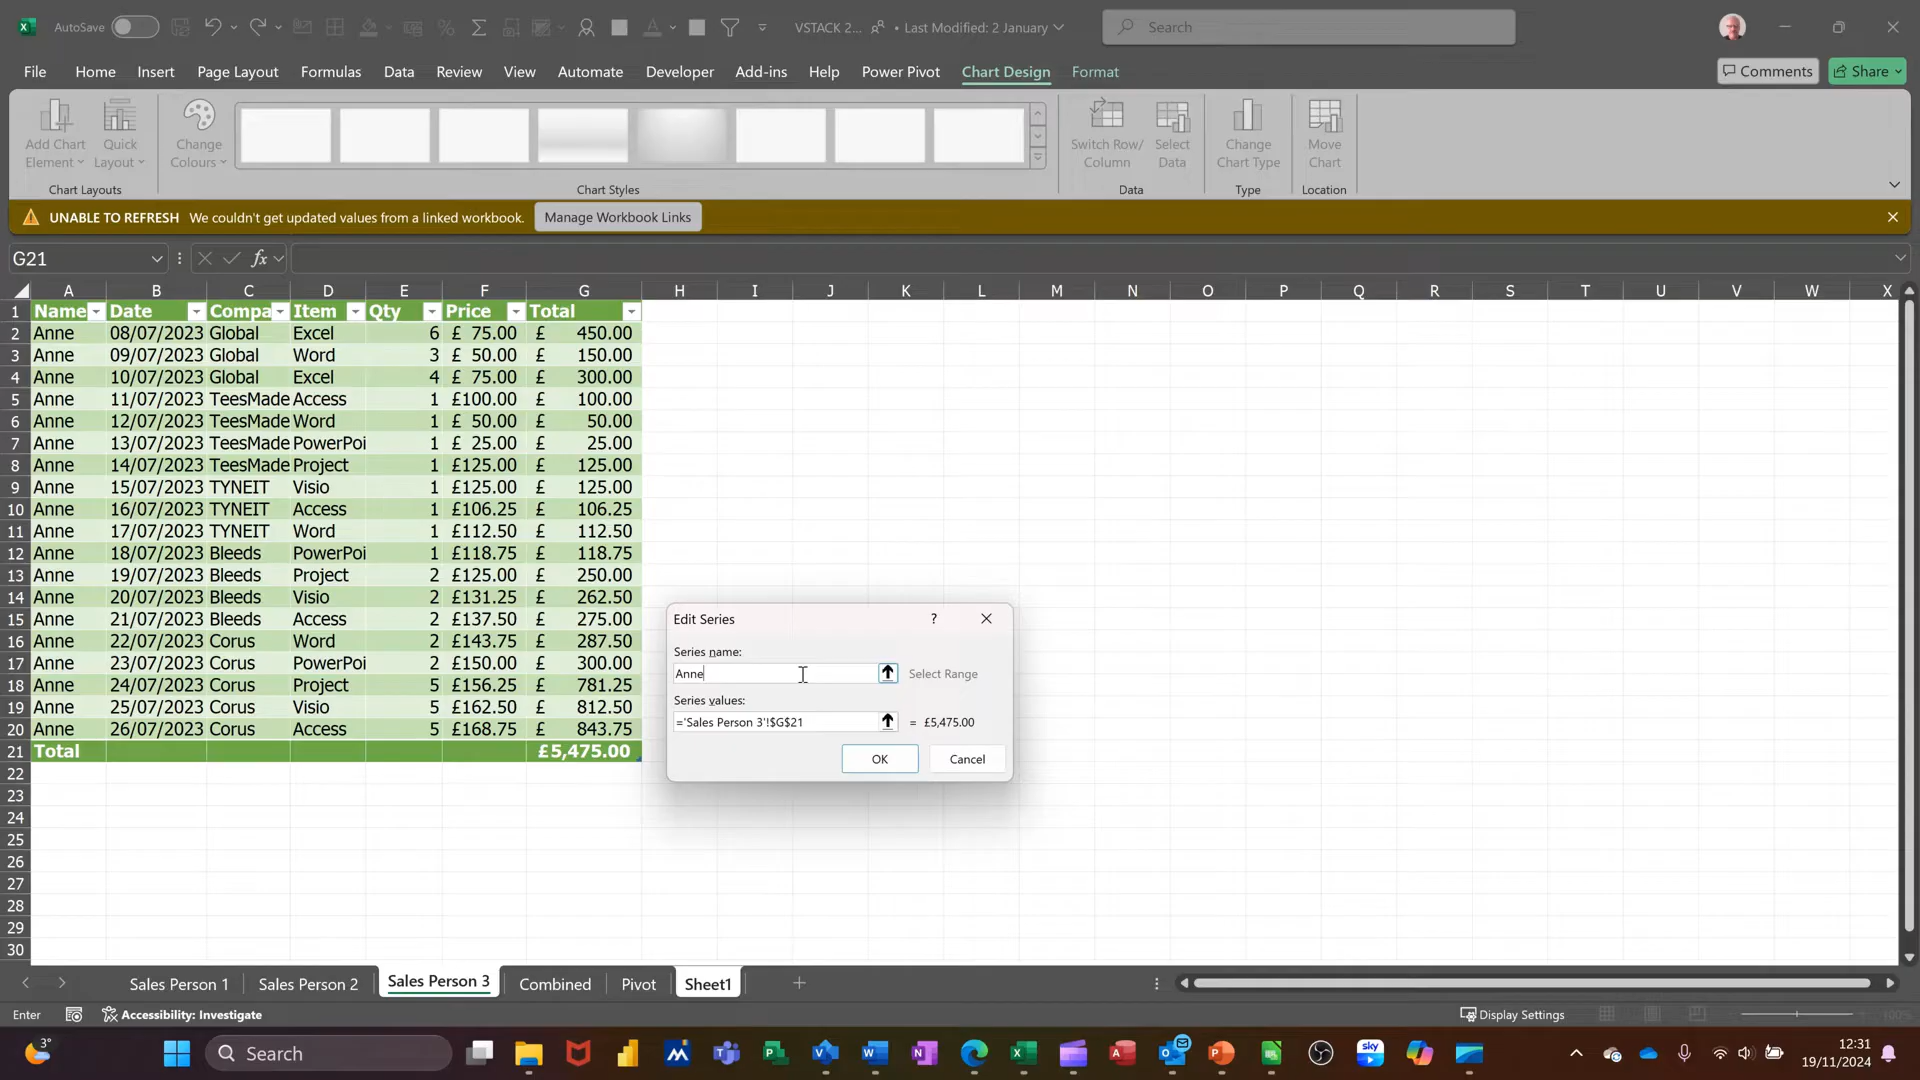 AutoSave VSTACK 2... • Last Modified: 2 January Search
File Home Insert Page Layout Formulas Data Review View Automate Developer Add-ins Help Power Pivot Chart Design Format Comments Share
Add Chart Element Quick Layout Change Colours Switch Row/ Column Select Data Change Chart Type Move Chart
Chart Layouts Chart Styles Data Type Location
UNABLE TO REFRESH We couldn't get updated values from a linked workbook. Manage Workbook Links
G21 fx
A B C D E F G H I J K L M N O P Q R S T U V W X
1 Name Date Compa Item Qty Price Total
2 Anne 08/07/2023 Global Excel 6 £ 75.00 £ 450.00
3 Anne 09/07/2023 Global Word 3 £ 50.00 £ 150.00
4 Anne 10/07/2023 Global Excel 4 £ 75.00 £ 300.00
5 Anne 11/07/2023 TeesMade Access 1 £100.00 £ 100.00
6 Anne 12/07/2023 TeesMade Word 1 £ 50.00 £ 50.00
7 Anne 13/07/2023 TeesMade PowerPoi 1 £ 25.00 £ 25.00
8 Anne 14/07/2023 TeesMade Project 1 £125.00 £ 125.00
9 Anne 15/07/2023 TYNEIT Visio 1 £125.00 £ 125.00
10 Anne 16/07/2023 TYNEIT Access 1 £106.25 £ 106.25
11 Anne 17/07/2023 TYNEIT Word 1 £112.50 £ 112.50
12 Anne 18/07/2023 Bleeds PowerPoi 1 £118.75 £ 118.75
13 Anne 19/07/2023 Bleeds Project 2 £125.00 £ 250.00
14 Anne 20/07/2023 Bleeds Visio 2 £131.25 £ 262.50
15 Anne 21/07/2023 Bleeds Access 2 £137.50 £ 275.00
16 Anne 22/07/2023 Corus Word 2 £143.75 £ 287.50
17 Anne 23/07/2023 Corus PowerPoi 2 £150.00 £ 300.00
18 Anne 24/07/2023 Corus Project 5 £156.25 £ 781.25
19 Anne 25/07/2023 Corus Visio 5 £162.50 £ 812.50
20 Anne 26/07/2023 Corus Access 5 £168.75 £ 843.75
21 Total £5,475.00
22
23
24
25
26
27
28
29
30
Edit Series ?
Series name:
Anne Select Range
Series values:
='Sales Person 3'!$G$21 = £5,475.00
OK Cancel
Sales Person 1 Sales Person 2 Sales Person 3 Combined Pivot Sheet1
Enter Accessibility: Investigate Display Settings 100%
3° Search sky 12:31
19/11/2024